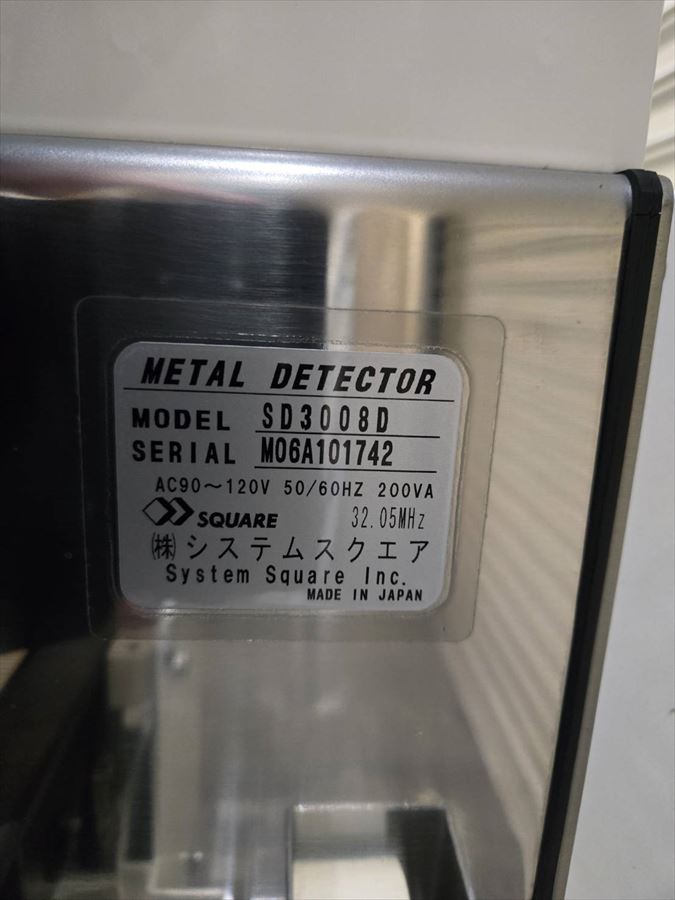 METAL DETECTOR
MODEL SD3008D
SERIAL M06A101742
AC90～120V 50/60HZ 200VA
SQUARE 32.05MHz
㈱システムスクエア
System Square Inc.
MADE IN JAPAN